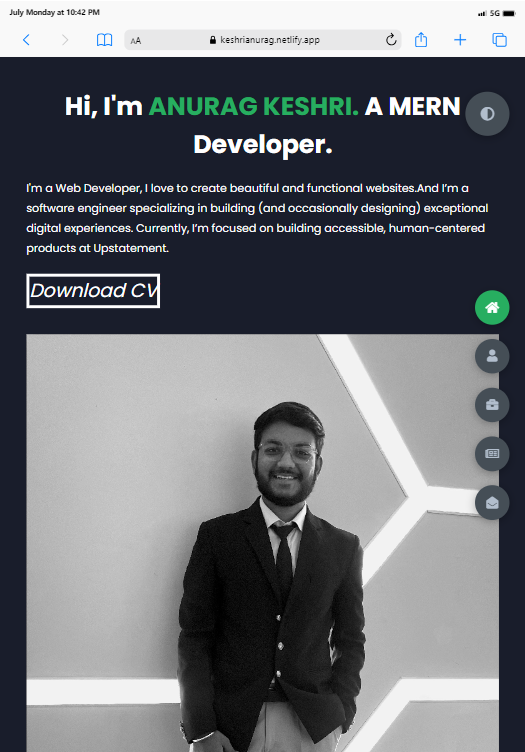 July Monday at 10:42 PM
5G
AA
keshrianurag.netlify.app
Hi, I'm ANURAG KESHRI. A MERN
Developer.
I'm a Web Developer, I love to create beautiful and functional websites.And I'm a
software engineer specializing in building (and occasionally designing) exceptional
digital experiences. Currently, I'm focused on building accessible, human-centered
products at Upstatement.
Download CV